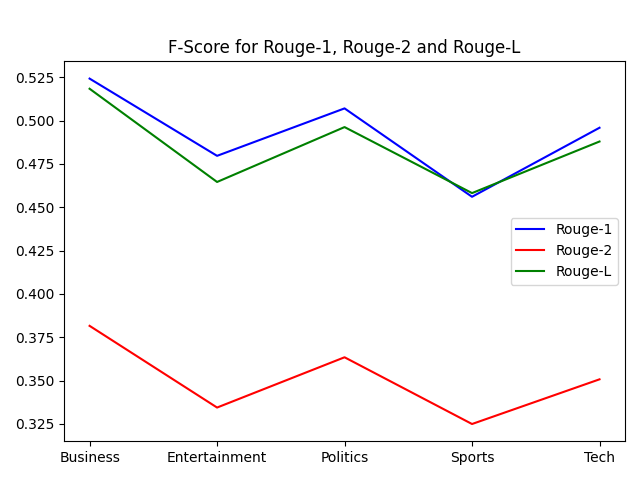 F-Score for Rouge-1, Rouge-2 and Rouge-L
0.525
0.500
0.475
0.450
0.425
0.400
0.375
0.350
0.325
Rouge-1
Rouge-2
Rouge-L
Business Entertainment Politics Sports Tech